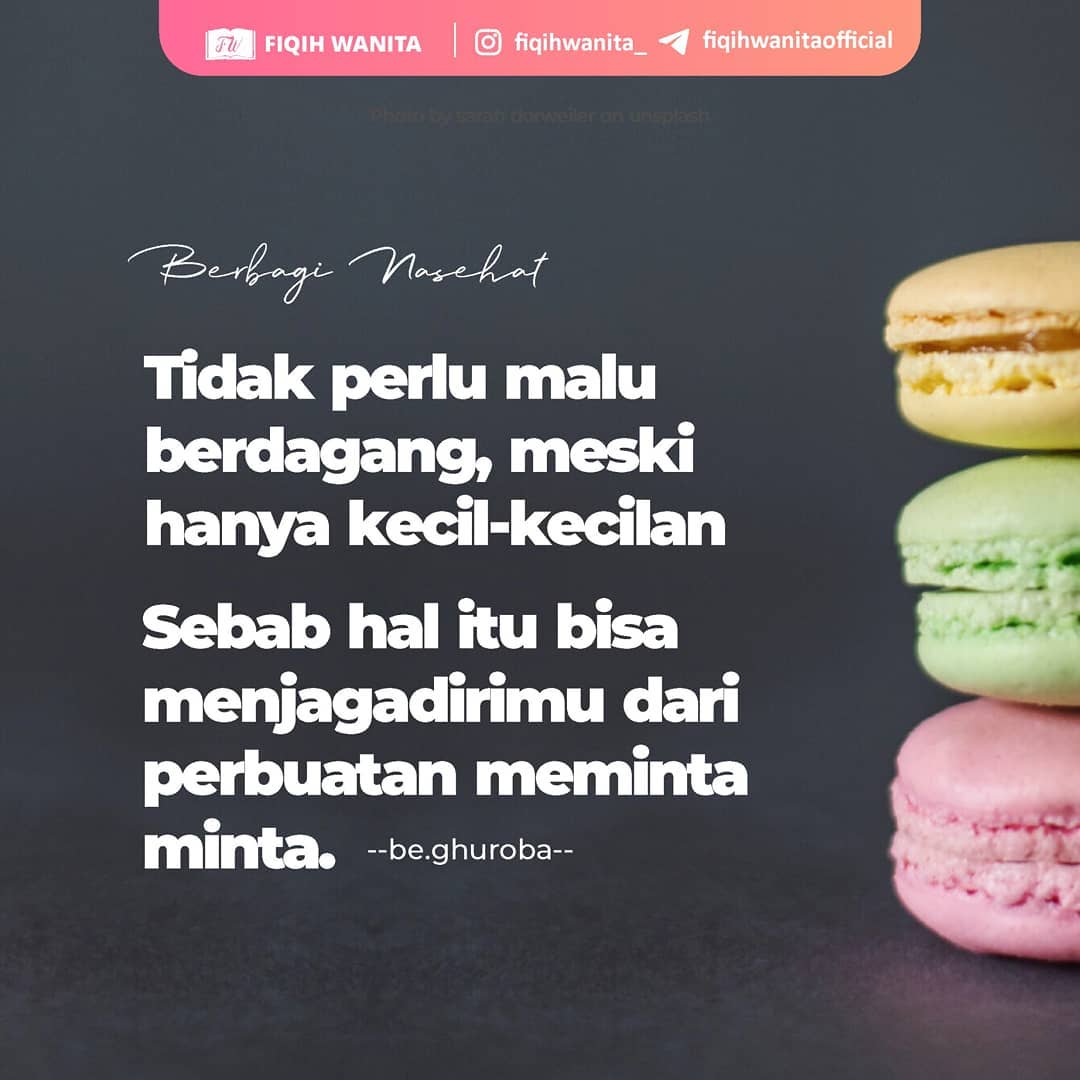 FIQIH WANITA
fiqihwanita_
fiqihwanitaofficial
Photo by sarah dorweiler on unsplash
Berbagi Nasehat
Tidak perlu malu
berdagang, meski
hanya kecil-kecilan
Sebab hal itu bisa
menjagadirimu dari
perbuatan meminta
minta. --be.ghuroba--